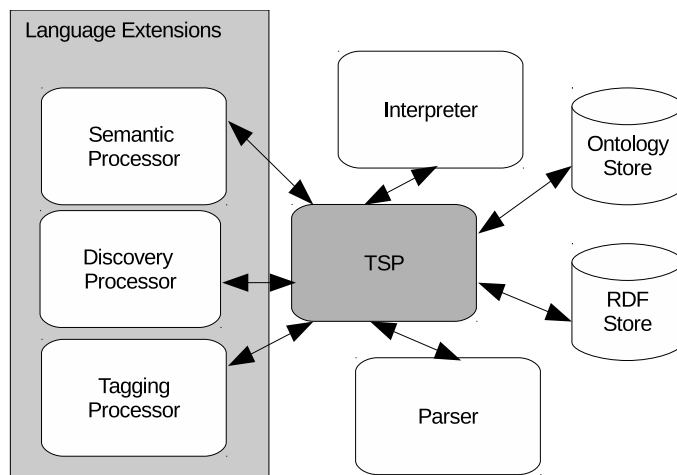 Language Extensions
Semantic
Processor
Discovery
Processor
Tagging
Processor
Interpreter
TSP
Parser
Ontology
Store
RDF
Store